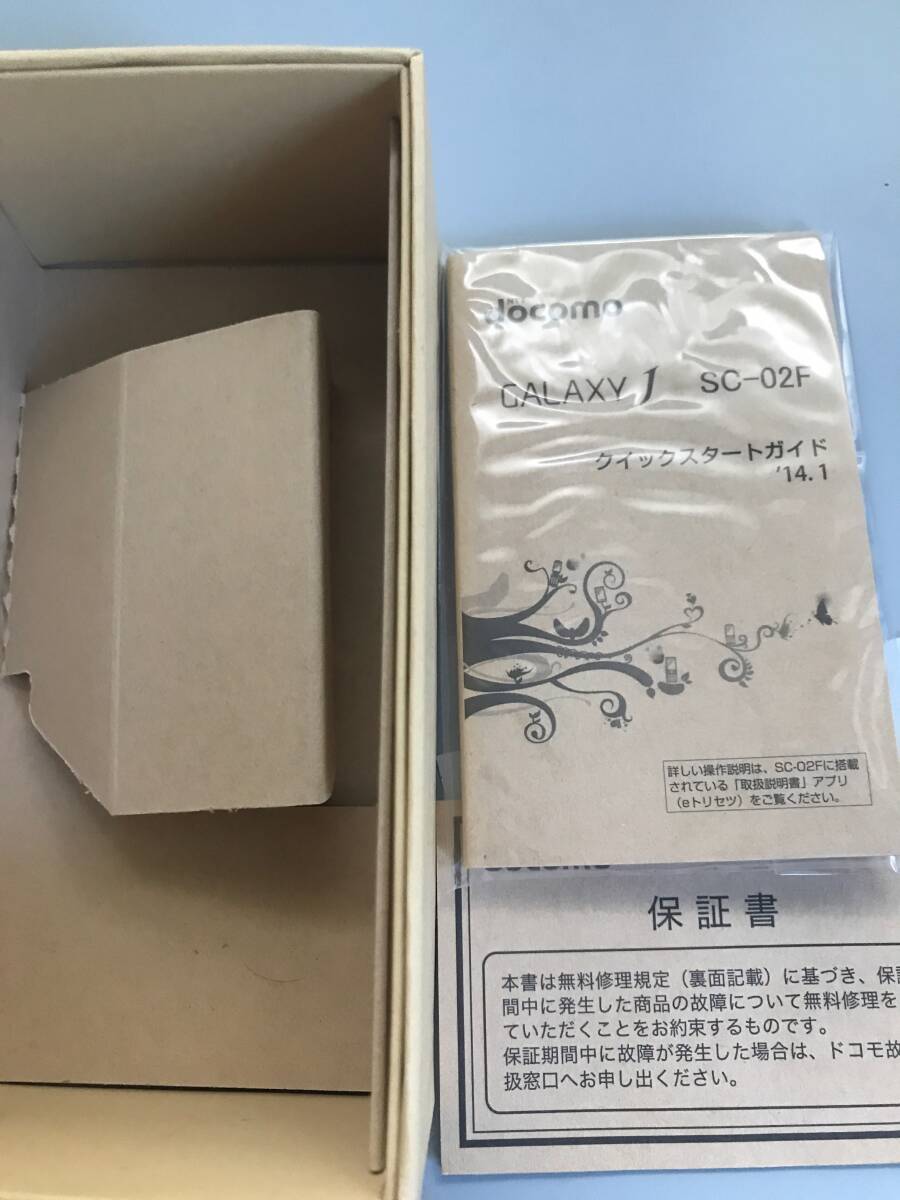 docomo
GALAXY J SC-02F
クイックスタートガイド
'14.1
詳しい操作説明は、SC-02Fに搭載
されている「取扱説明書」アプリ
（eトリセツ）をご覧ください。
保証書
本書は無料修理規定（裏面記載）に基づき、保
間中に発生した商品の故障について無料修理を
ていただくことをお約束するものです。
保証期間中に故障が発生した場合は、ドコモ故
扱窓口へお申し出ください。